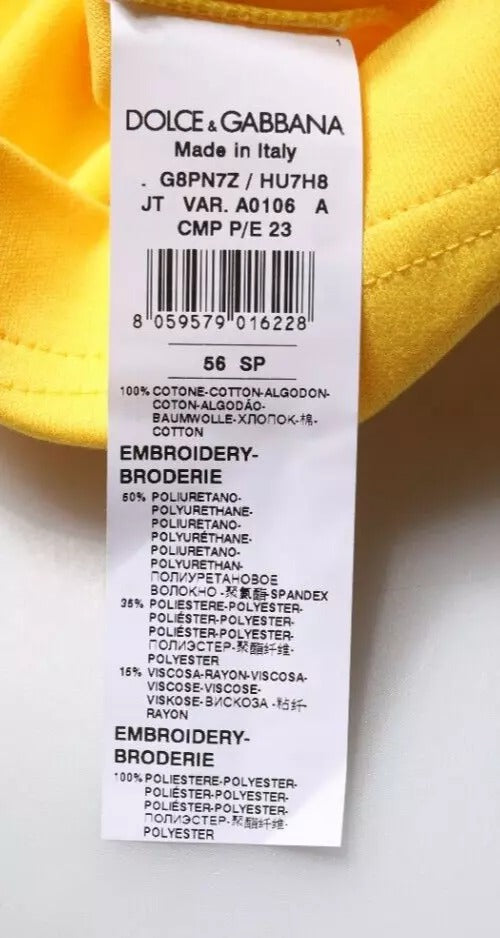 1
DOLCE & GABBANA
Made in Italy
. G8PN7Z / HU7H8
JT VAR. A0106 A
CMP P/E 23
8 059579 016228
56 SP
100% COTONE-COTTON-ALGODON-
COTON-ALGODÃO-
BAUMWOLLE-ХЛОПОК-棉-
COTTON
EMBROIDERY-
BRODERIE
50% POLIURETANO-
POLYURETHANE-
POLIURETANO-
POLYURÉTHANE-
POLIURETANO-
POLYURETHAN-
ПОЛИУРЕТАНОВОЕ
ВОЛОКНО -聚氨酯-SPANDEX
35% POLIESTERE-POLYESTER-
POLIÉSTER-POLYESTER-
POLIÉSTER-POLYESTER-
ПОЛИЭСТЕР-聚酯纤维-
POLYESTER
15% VISCOSA-RAYON-VISCOSA-
VISCOSE-VISCOSE-
VISKOSE-ВИСКОЗА -粘纤-
RAYON
EMBROIDERY-
BRODERIE
100% POLIESTERE-POLYESTER-
POLIÉSTER-POLYESTER-
POLIÉSTER-POLYESTER-
ПОЛИЭСТЕР-聚酯纤维-
POLYESTER